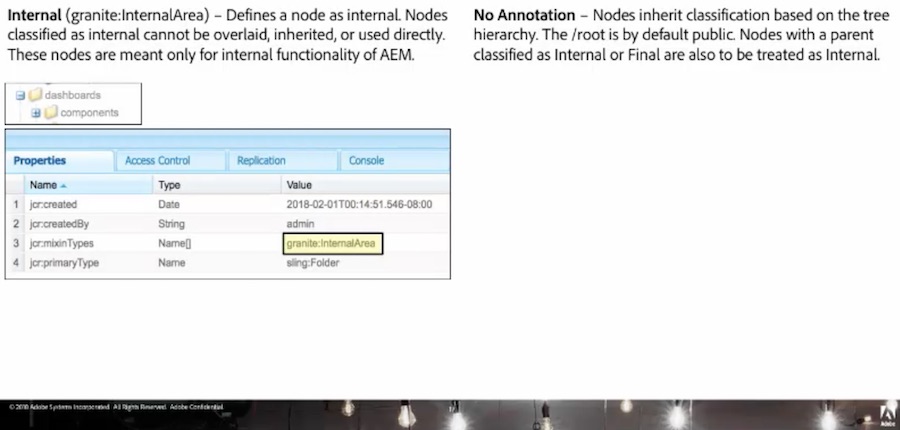 Internal (granite:InternalArea) – Defines a node as internal. Nodes
classified as internal cannot be overlaid, inherited, or used directly.
These nodes are meant only for internal functionality of AEM.
No Annotation – Nodes inherit classification based on the tree
hierarchy. The /root is by default public. Nodes with a parent
classified as Internal or Final are also to be treated as Internal.
dashboards
components
Properties Access Control Replication Console
Name Type Value
1 jcr:created Date 2018-02-01T00:14:51.546-08:00
2 jcr:createdBy String admin
3 jcr:mixinTypes Name[] granite:InternalArea
4 jcr:primaryType Name sling:Folder
© 2018 Adobe Systems Incorporated. All Rights Reserved. Adobe Confidential.
Adobe